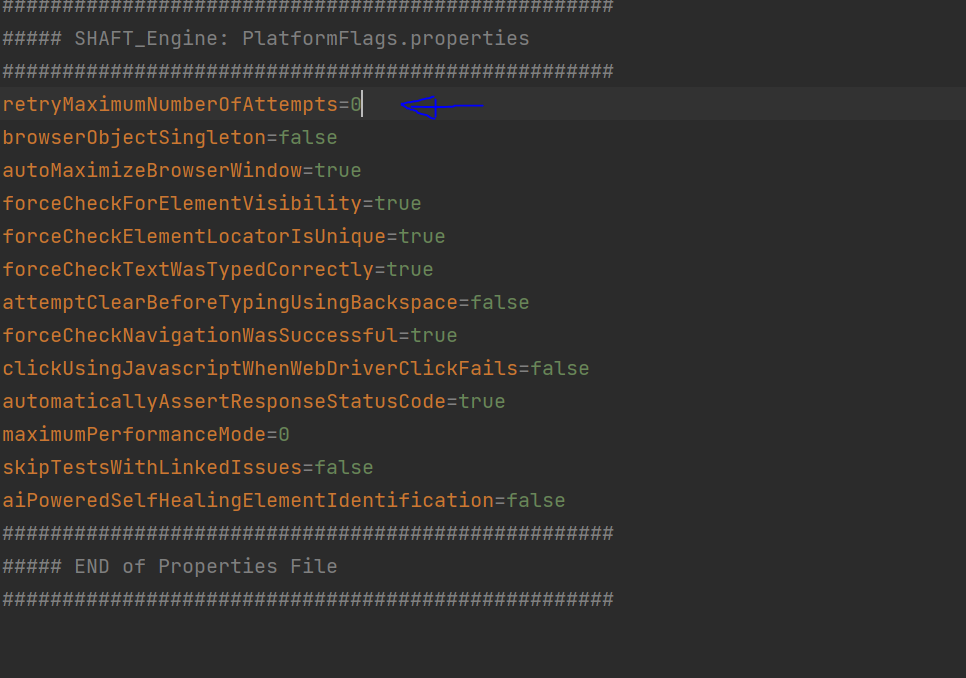 ###################################################
##### SHAFT_Engine: PlatformFlags.properties
###################################################
retryMaximumNumberOfAttempts=0
browserObjectSingleton=false
autoMaximizeBrowserWindow=true
forceCheckForElementVisibility=true
forceCheckElementLocatorIsUnique=true
forceCheckTextWasTypedCorrectly=true
attemptClearBeforeTypingUsingBackspace=false
forceCheckNavigationWasSuccessful=true
clickUsingJavascriptWhenWebDriverClickFails=false
automaticallyAssertResponseStatusCode=true
maximumPerformanceMode=0
skipTestsWithLinkedIssues=false
aiPoweredSelfHealingElementIdentification=false
###################################################
##### END of Properties File
###################################################